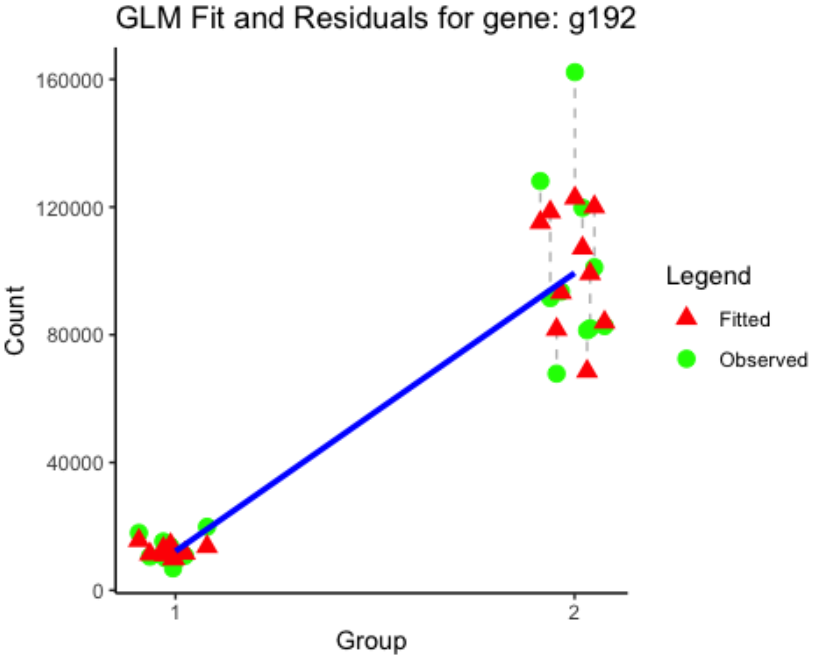 GLM Fit and Residuals for gene: g192
160000
120000
80000
40000
0
Count
1
2
Group
Legend
Fitted
Observed